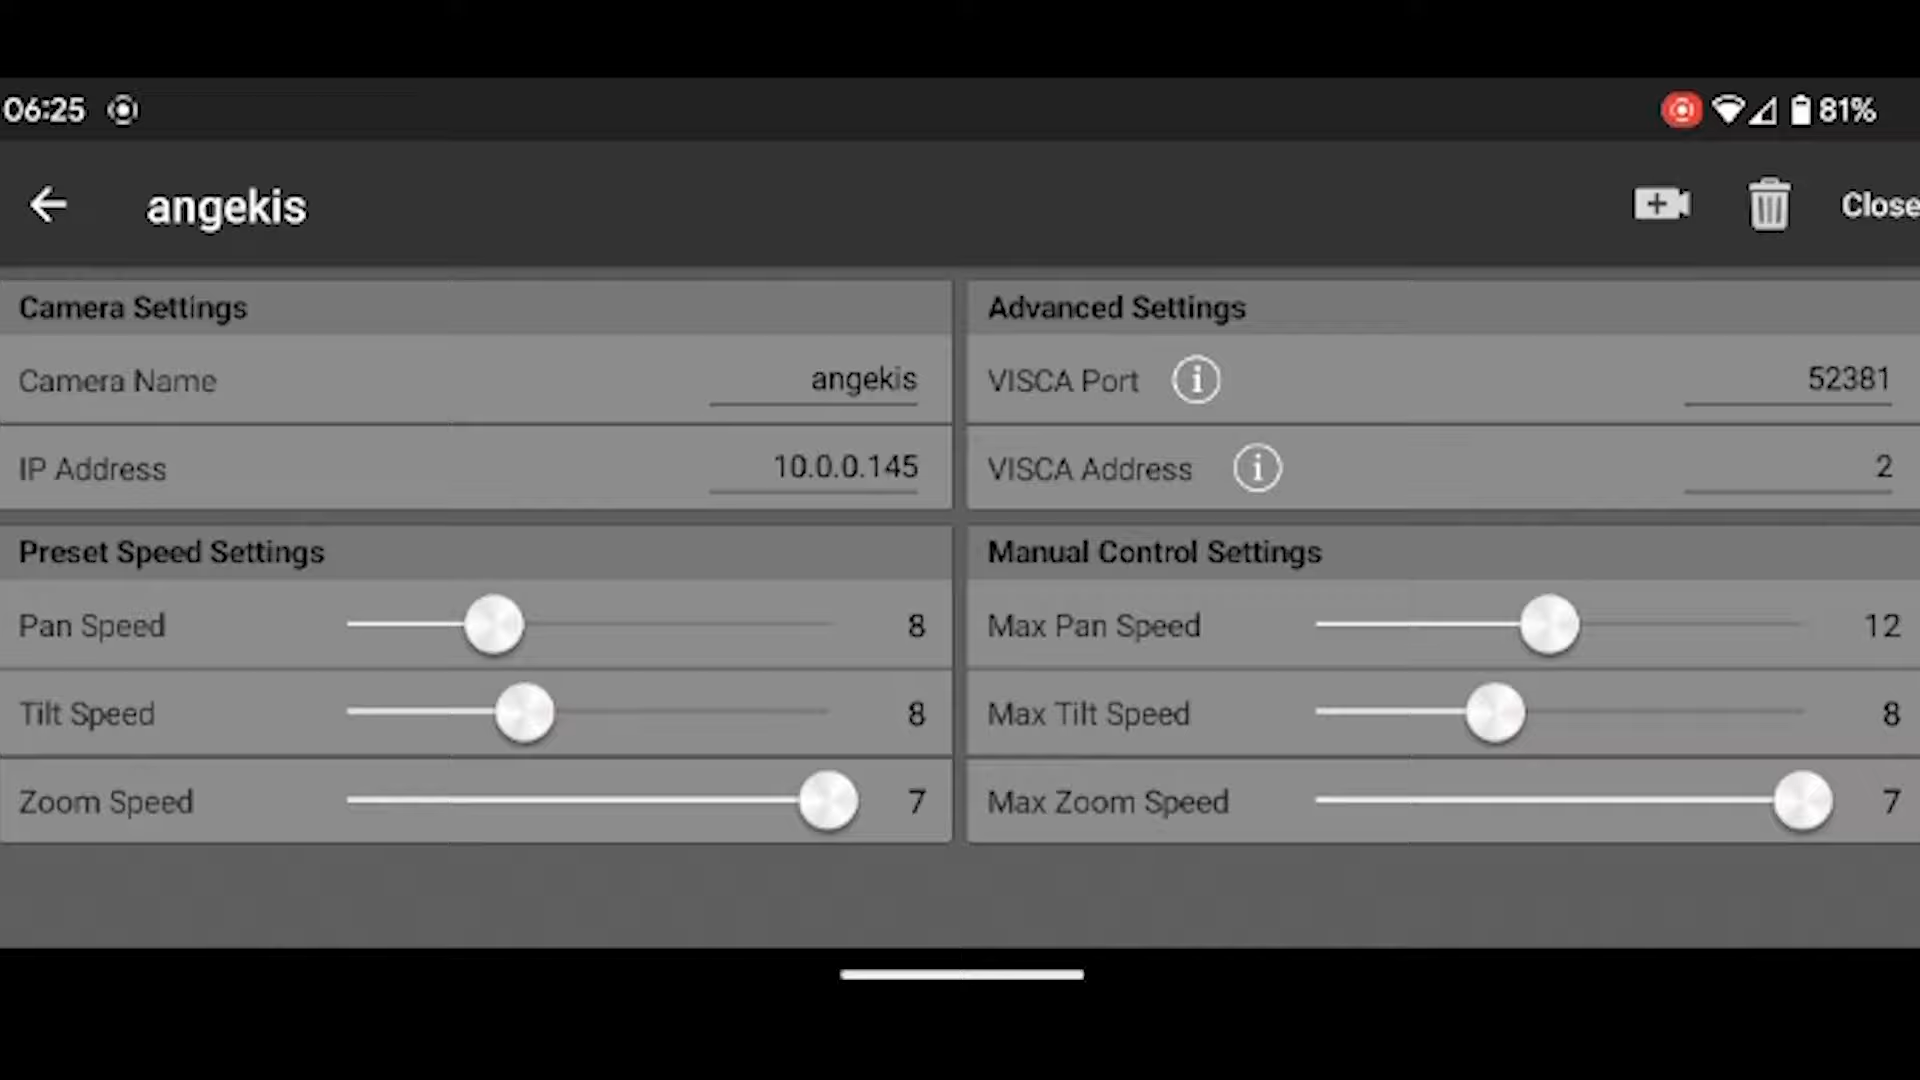 06:25
81%
angekis
Close
Camera Settings
Camera Name
angekis
IP Address
10.0.0.145
Advanced Settings
VISCA Port
52381
VISCA Address
2
Preset Speed Settings
Pan Speed
8
Tilt Speed
8
Zoom Speed
7
Manual Control Settings
Max Pan Speed
12
Max Tilt Speed
8
Max Zoom Speed
7